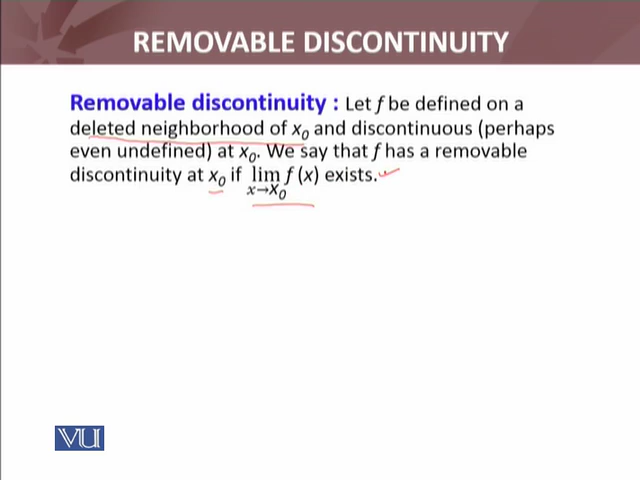 REMOVABLE DISCONTINUITY
Removable discontinuity : Let f be defined on a
deleted neighborhood of x₀ and discontinuous (perhaps
even undefined) at x₀. We say that f has a removable
discontinuity at x₀ if lim f (x) exists.
x→x₀
VU